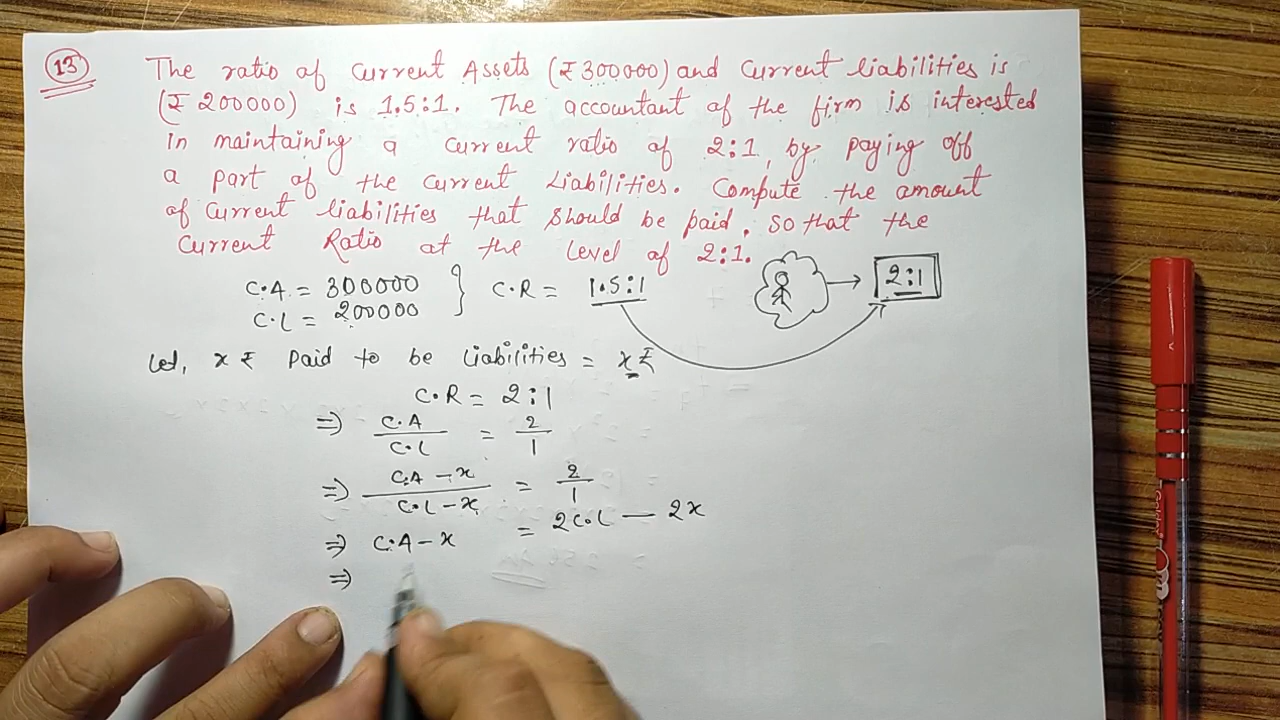 13
The ratio of Current Assets (₹ 300000) and Current liabilities is
(₹ 200000) is 1.5:1. The accountant of the firm is interested
in maintaining a current ratio of 2:1, by paying off
a part of the current Liabilities. Compute the amount
of Current liabilities that should be paid, so that the
Current Ratio at the level of 2:1.
C.A = 300000 } C.R = 1.5:1 → 2:1
C.L = 200000
Let, x ₹ Paid to be Liabilities = x ₹
C.R = 2:1
⇒ C.A / C.L = 2 / 1
⇒ C.A - x / C.L - x = 2 / 1
⇒ C.A - x = 2C.L - 2x
⇒